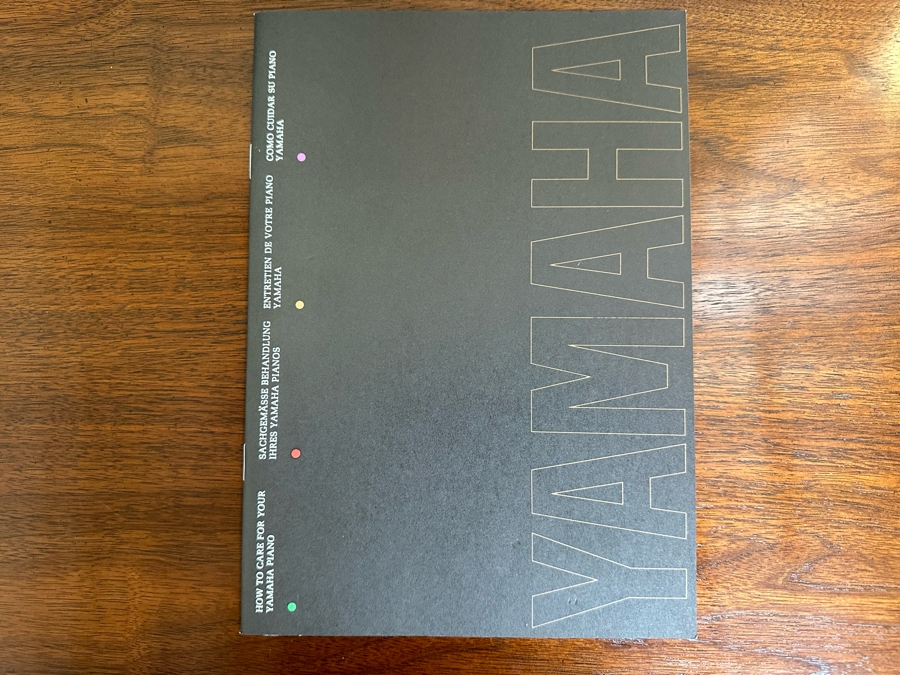 HOW TO CARE FOR YOUR
YAMAHA PIANO
SACHGEMÄSSE BEHANDLUNG
IHRES YAMAHA PIANOS
ENTRETIEN DE VOTRE PIANO
YAMAHA
COMO CUIDAR SU PIANO
YAMAHA
YAMAHA